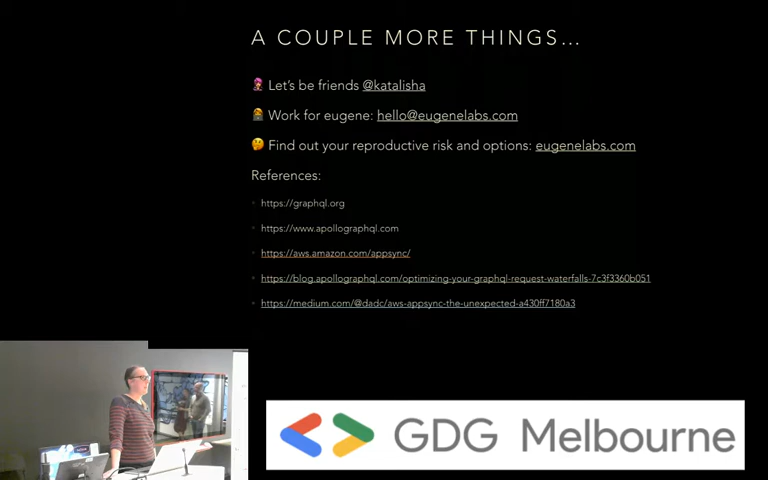 A COUPLE MORE THINGS...
Let's be friends @katalisha
Work for eugene: hello@eugenelabs.com
Find out your reproductive risk and options: eugenelabs.com
References:
https://graphql.org
https://www.apollographql.com
https://aws.amazon.com/appsync/
https://blog.apollographql.com/optimizing-your-graphql-request-waterfalls-7c3f3360b051
https://medium.com/@dadc/aws-appsync-the-unexpected-a430ff7180a3
GDG Melbourne